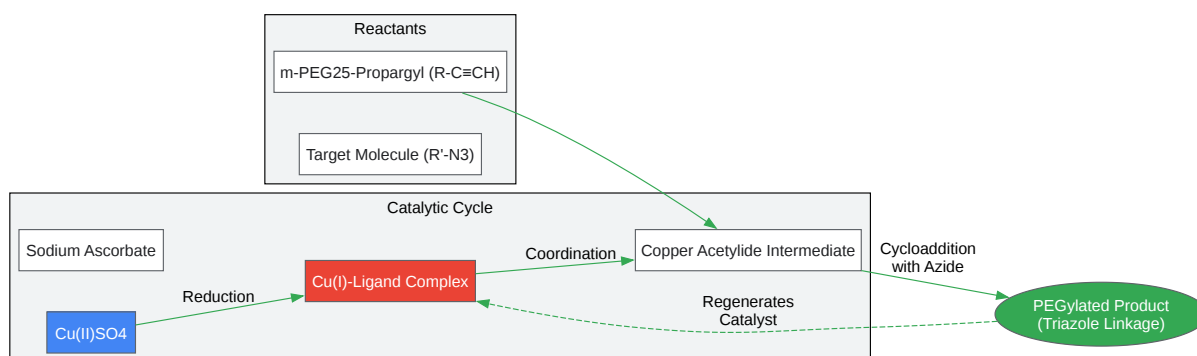 Reactants
m-PEG25-Propargyl (R-C≡CH)
Target Molecule (R'-N3)
Catalytic Cycle
Sodium Ascorbate
Cu(II)SO4
Reduction
Cu(I)-Ligand Complex
Coordination
Copper Acetylide Intermediate
Cycloaddition
with Azide
Regenerates
Catalyst
PEGylated Product
(Triazole Linkage)